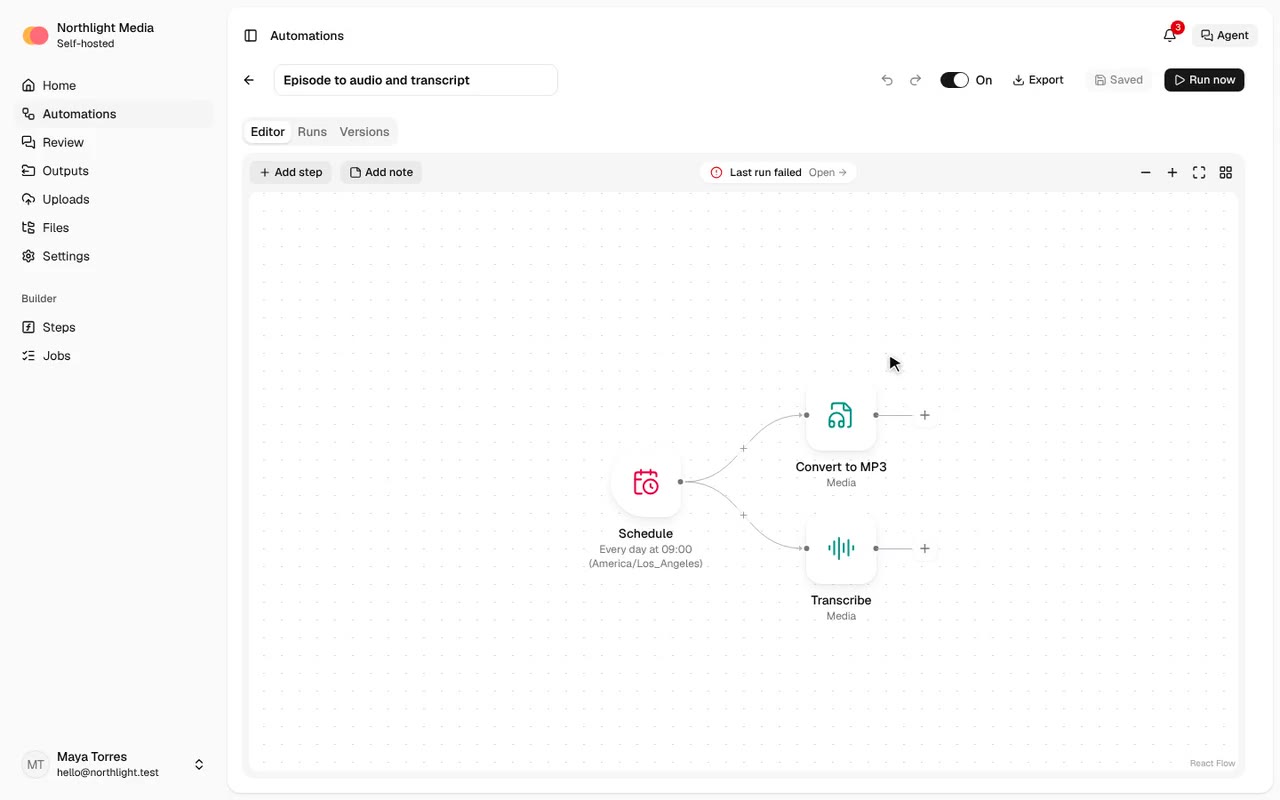 Northlight Media
Self-hosted
Home
Automations
Review
Outputs
Uploads
Files
Settings
Builder
Steps
Jobs
MT
Maya Torres
hello@northlight.test
Automations
3
Agent
Episode to audio and transcript
On
Export
Saved
Run now
Editor
Runs
Versions
Add step
Add note
Last run failed
Open →
Convert to MP3
Media
Schedule
Every day at 09:00
(America/Los_Angeles)
Transcribe
Media
React Flow